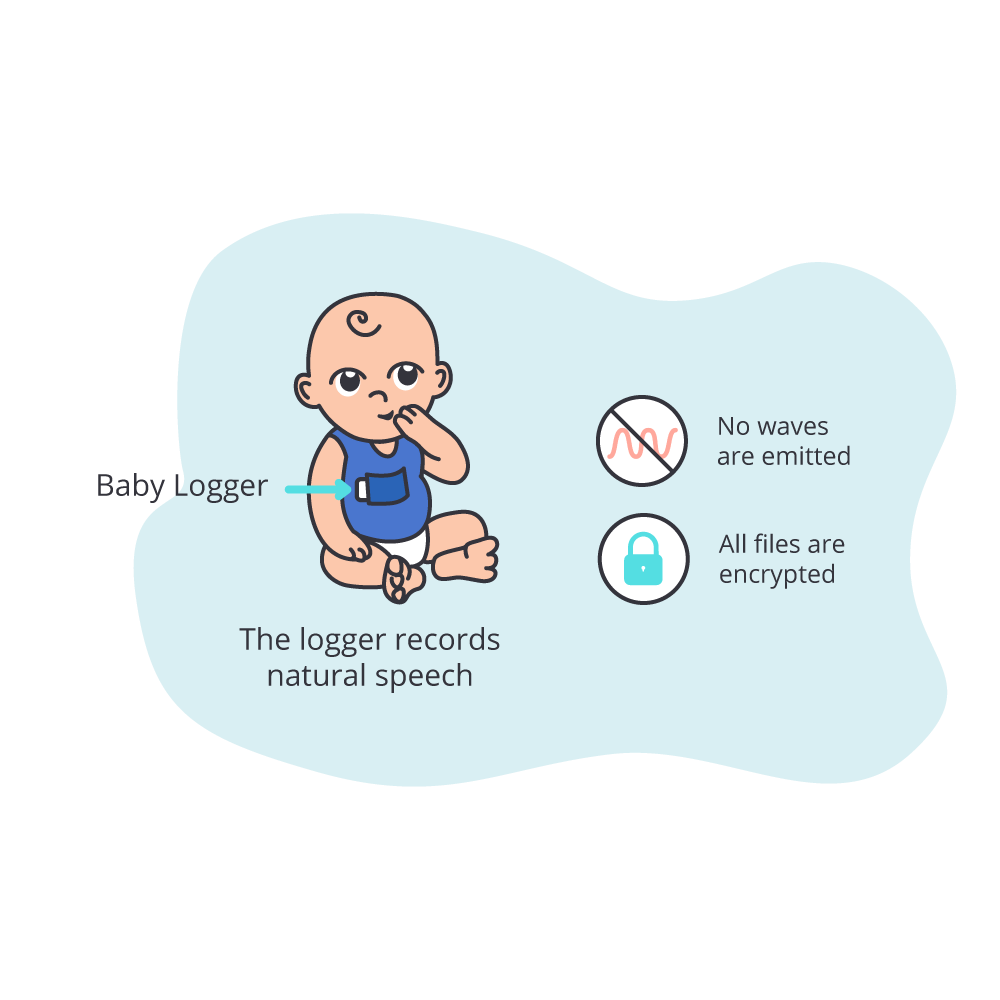 Baby Logger
The logger records
natural speech
No waves
are emitted
All files are
encrypted